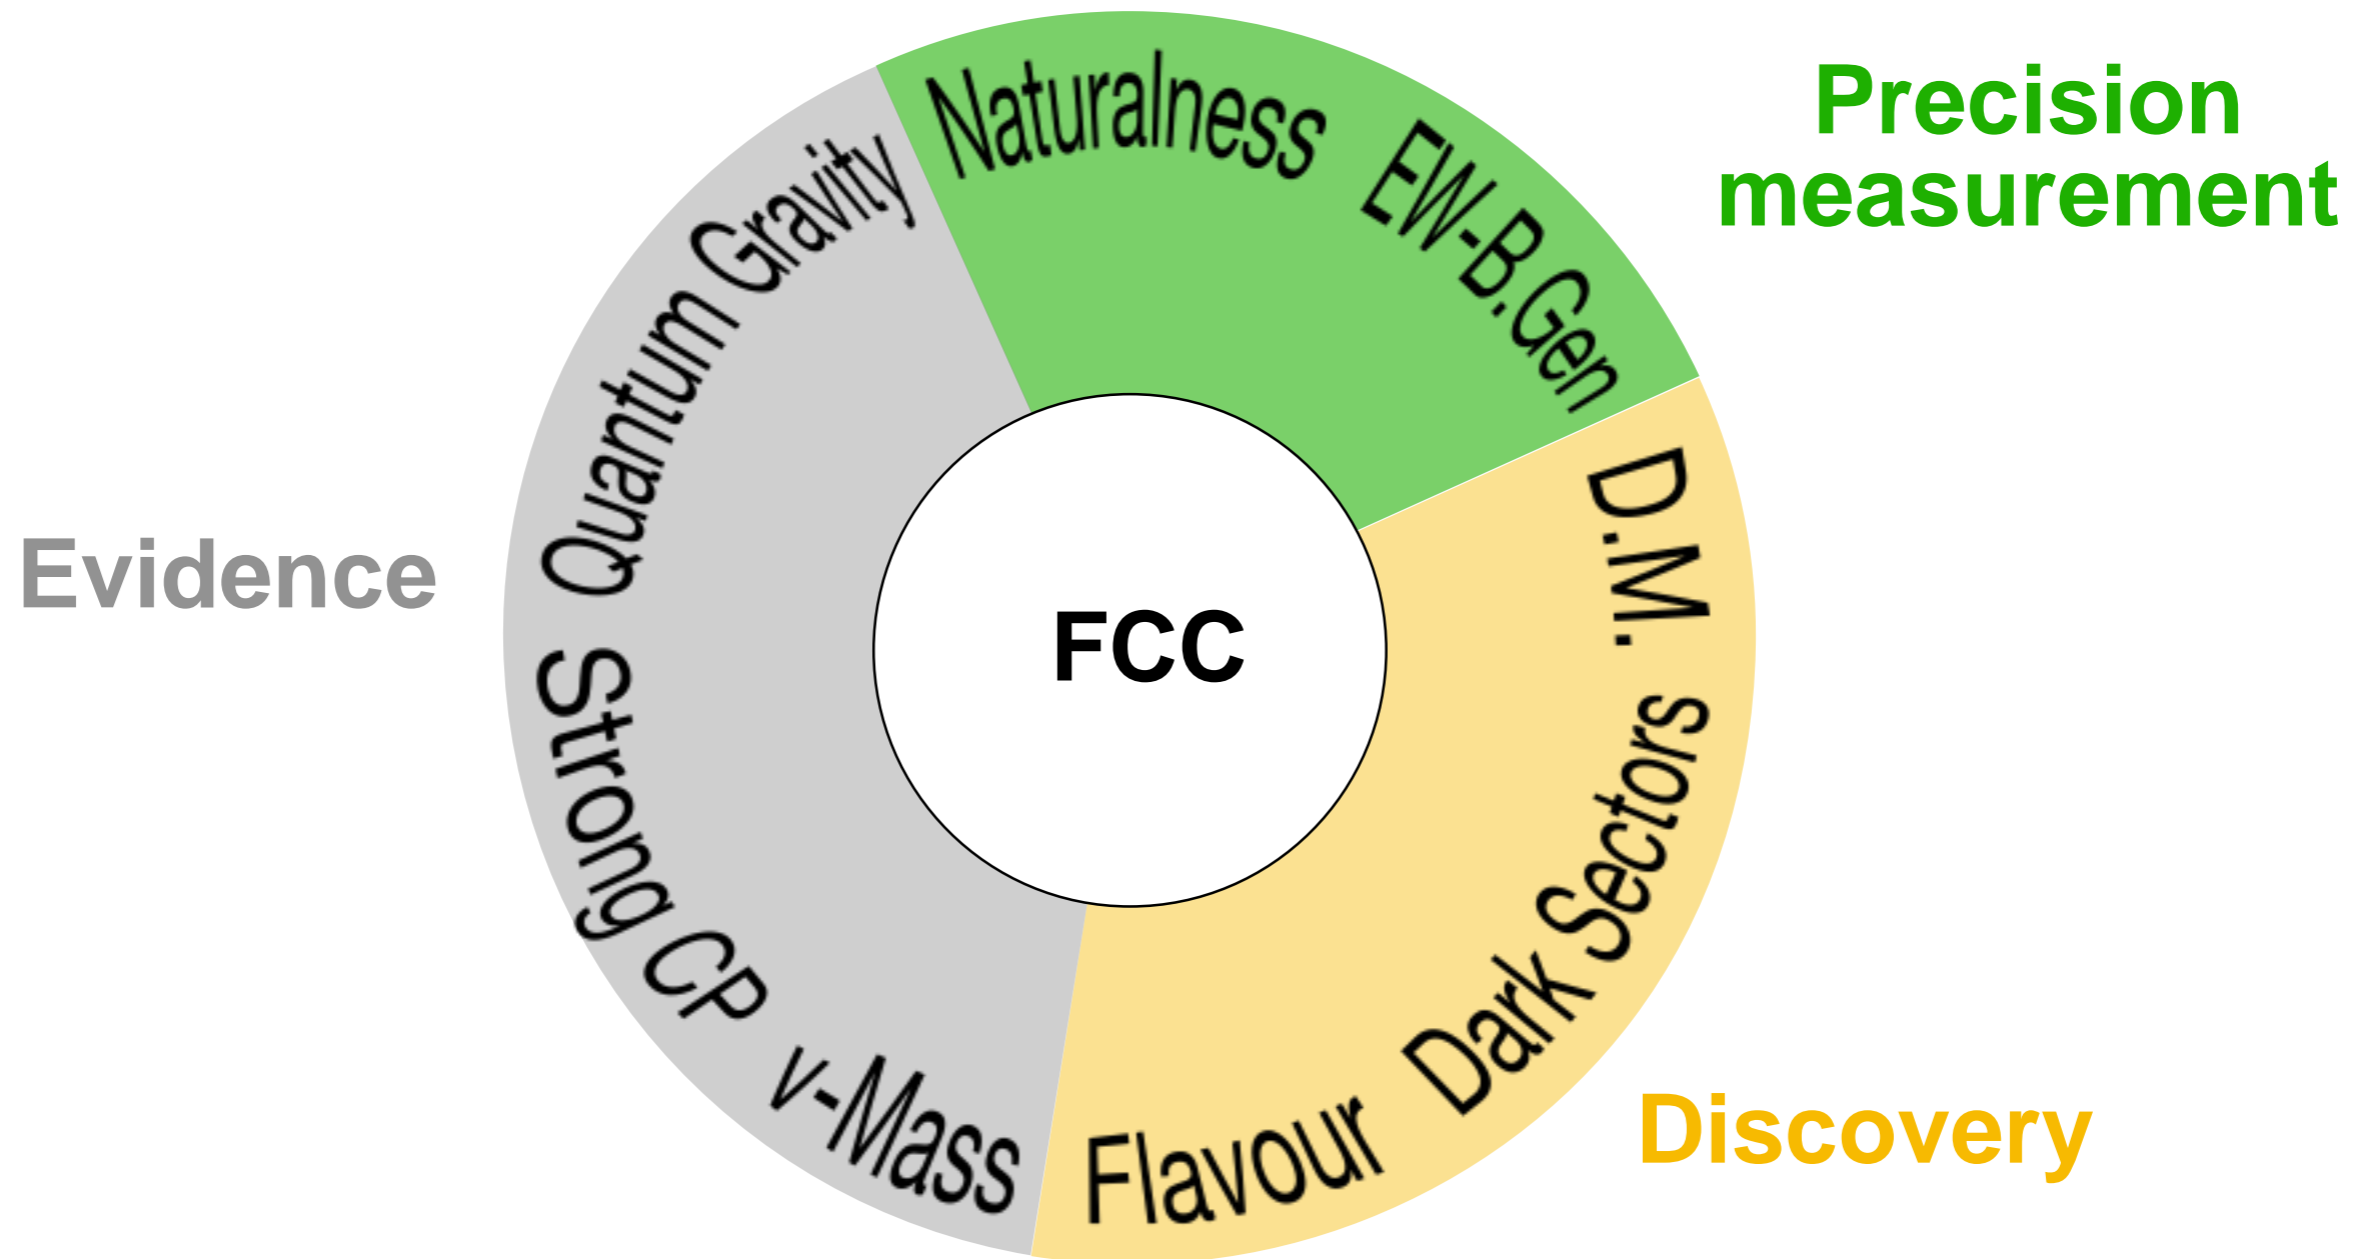 Naturalness
EW-B.Gen
Precision
measurement
Quantum Gravity
D.M.
Evidence
FCC
Strong CP
Dark Sectors
ν-Mass
Flavour
Discovery